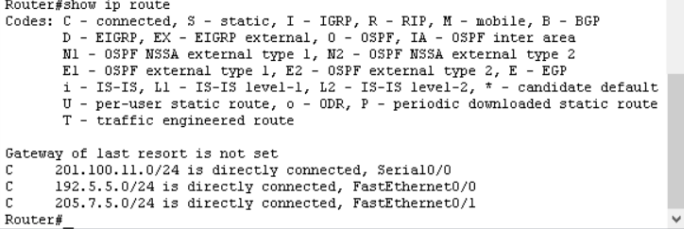 Router#show ip route
Codes: C - connected, S - static, I - IGRP, R - RIP, M - mobile, B - BGP
D - EIGRP, EX - EIGRP external, O - OSPF, IA - OSPF inter area
N1 - OSPF NSSA external type 1, N2 - OSPF NSSA external type 2
E1 - OSPF external type 1, E2 - OSPF external type 2, E - EGP
i - IS-IS, L1 - IS-IS level-1, L2 - IS-IS level-2, * - candidate default
U - per-user static route, o - ODR, P - periodic downloaded static route
T - traffic engineered route
Gateway of last resort is not set
C 201.100.11.0/24 is directly connected, Serial0/0
C 192.5.5.0/24 is directly connected, FastEthernet0/0
C 205.7.5.0/24 is directly connected, FastEthernet0/1
Router#